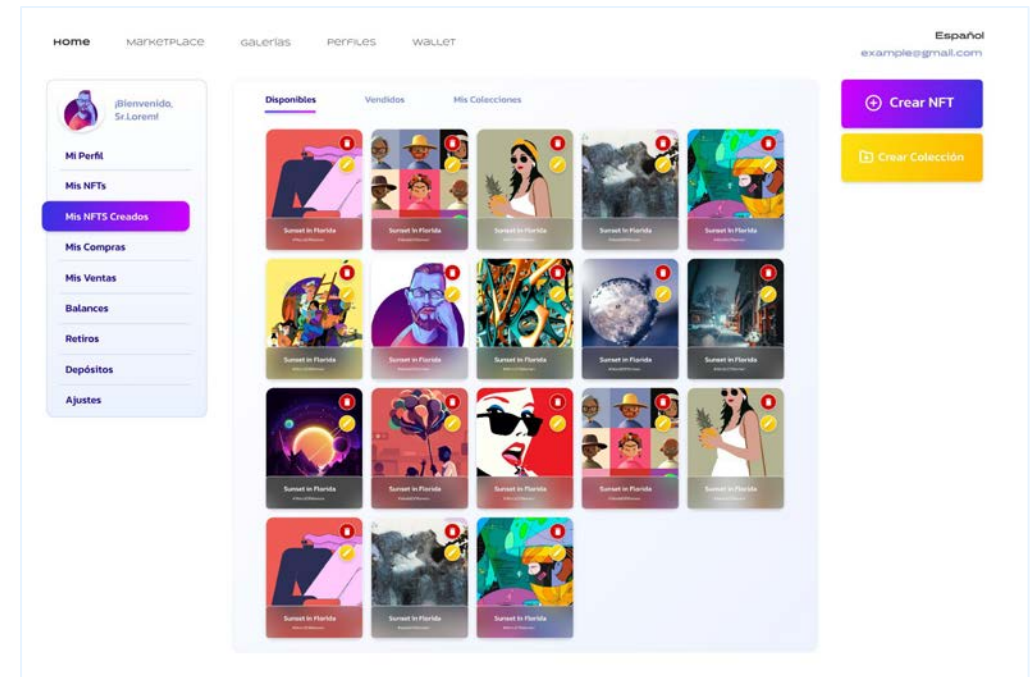 Home Marketplace Galerías Perfiles Wallet
Español
example@gmail.com
¡Bienvenido,
Sr.Lorem!
Mi Perfil
Mis NFTs
Mis NFTS Creados
Mis Compras
Mis Ventas
Balances
Retiros
Depósitos
Ajustes
Disponibles Vendidos Mis Colecciones
Sunset in Florida Sunset in Florida Sunset in Florida Sunset in Florida Sunset in Florida
Sunset in Florida Sunset in Florida Sunset in Florida Sunset in Florida Sunset in Florida
Sunset in Florida Sunset in Florida Sunset in Florida Sunset in Florida Sunset in Florida
Sunset in Florida Sunset in Florida Sunset in Florida
Crear NFT
Crear Colección